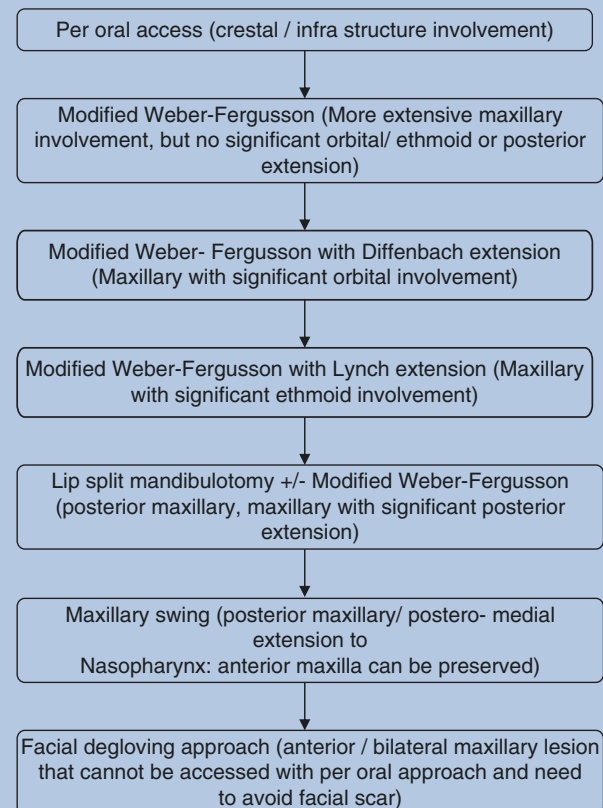 Per oral access (crestal / infra structure involvement)
Modified Weber-Fergusson (More extensive maxillary
involvement, but no significant orbital/ ethmoid or posterior
extension)
Modified Weber- Fergusson with Diffenbach extension
(Maxillary with significant orbital involvement)
Modified Weber-Fergusson with Lynch extension (Maxillary
with significant ethmoid involvement)
Lip split mandibulotomy +/- Modified Weber-Fergusson
(posterior maxillary, maxillary with significant posterior
extension)
Maxillary swing (posterior maxillary/ postero- medial
extension to
Nasopharynx: anterior maxilla can be preserved)
Facial degloving approach (anterior / bilateral maxillary lesion
that cannot be accessed with per oral approach and need
to avoid facial scar)